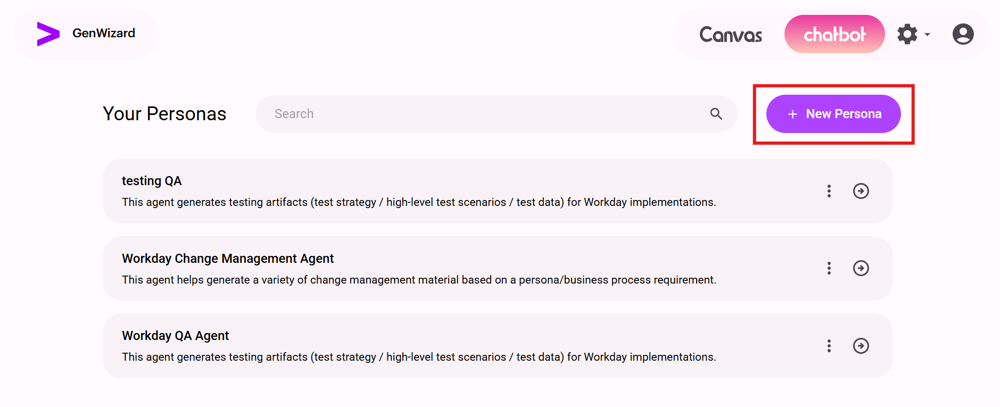 GenWizard
Canvas
chatbot
Your Personas
Search
+ New Persona
testing QA
This agent generates testing artifacts (test strategy / high-level test scenarios / test data) for Workday implementations.
Workday Change Management Agent
This agent helps generate a variety of change management material based on a persona/business process requirement.
Workday QA Agent
This agent generates testing artifacts (test strategy / high-level test scenarios / test data) for Workday implementations.